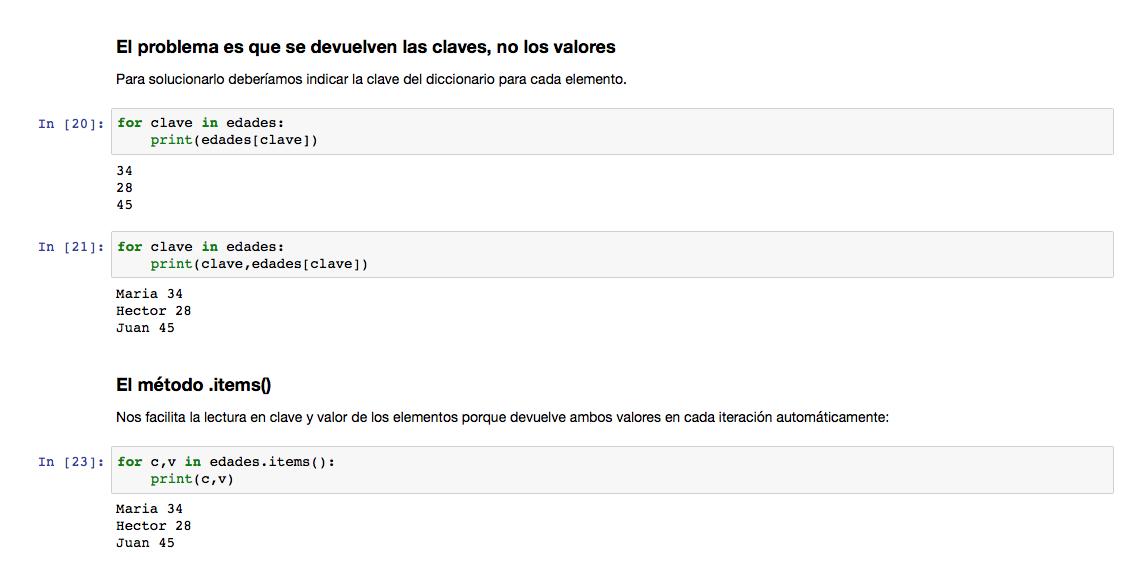 El problema es que se devuelven las claves, no los valores
Para solucionarlo deberíamos indicar la clave del diccionario para cada elemento.
In [20]: for clave in edades:
    print(edades[clave])
34
28
45
In [21]: for clave in edades:
    print(clave,edades[clave])
Maria 34
Hector 28
Juan 45
El método .items()
Nos facilita la lectura en clave y valor de los elementos porque devuelve ambos valores en cada iteración automáticamente:
In [23]: for c,v in edades.items():
    print(c,v)
Maria 34
Hector 28
Juan 45